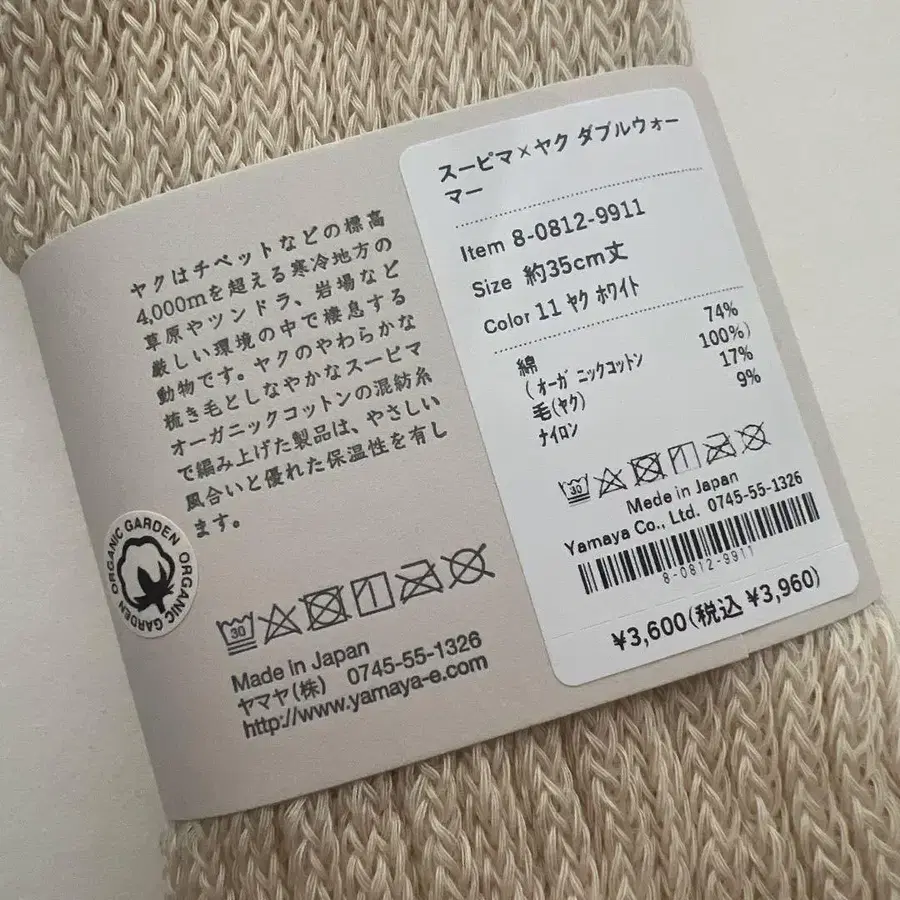 ヤクはチベットなどの標高
4,000mを超える寒冷地方の
草原やツンドラ、岩場など
厳しい環境の中で棲息する
動物です。ヤクのやわらかな
梳き毛としなやかなスーピマ
オーガニックコットンの混紡糸
で編み上げた製品は、やさしい
風合いと優れた保温性を有し
ます。
ORGANIC GARDEN ORGANIC GARDEN
30
Made in Japan
ヤマヤ(株) 0745-55-1326
http://www.yamaya-e.com
スーピマ×ヤク ダブルウォー
マー
Item 8-0812-9911
Size 約35cm丈
Color 11 ヤク ホワイト
綿 74%
(オーガニックコットン 100%)
毛(ヤク) 17%
ナイロン 9%
30
Made in Japan
Yamaya Co., Ltd. 0745-55-1326
8-0812-9911
¥3,600(税込 ¥3,960)